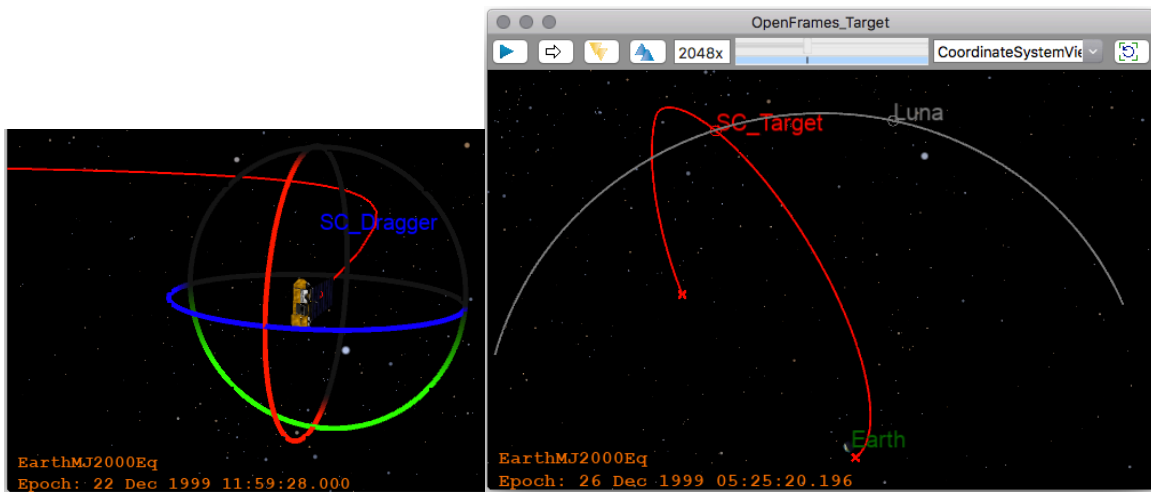 SC_Dragger
EarthMJ2000Eq
Epoch: 22 Dec 1999 11:59:28.000
OpenFrames_Target
2048x
CoordinateSystemVie
Luna
SC_Target
Earth
EarthMJ2000Eq
Epoch: 26 Dec 1999 05:25:20.196